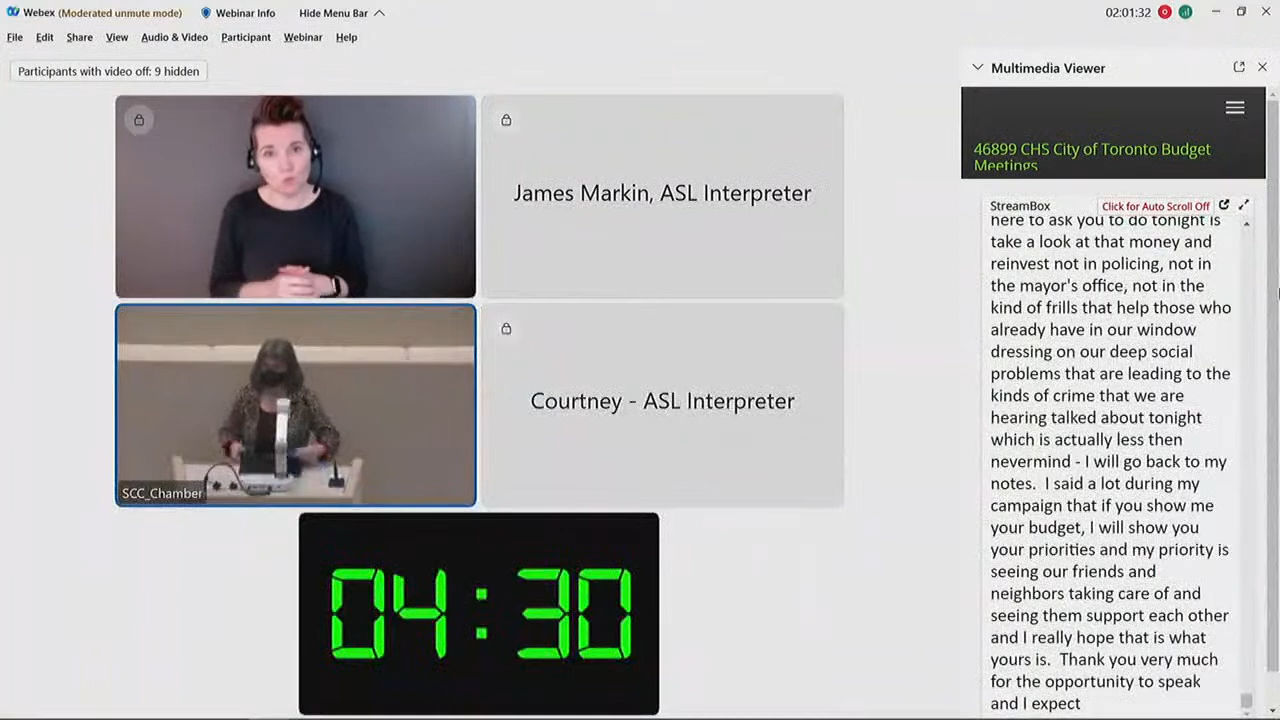 Webex (Moderated unmute mode) Webinar Info Hide Menu Bar 02:01:32
File Edit Share View Audio & Video Participant Webinar Help
Participants with video off: 9 hidden
Multimedia Viewer
46899 CHS City of Toronto Budget
Meetings
James Markin, ASL Interpreter
StreamBox Click for Auto Scroll Off
here to ask you to do tonight is
take a look at that money and
reinvest not in policing, not in
the mayor's office, not in the
kind of frills that help those who
already have in our window
dressing on our deep social
problems that are leading to the
kinds of crime that we are
hearing talked about tonight
which is actually less then
nevermind - I will go back to my
notes.  I said a lot during my
campaign that if you show me
your budget, I will show you
your priorities and my priority is
seeing our friends and
neighbors taking care of and
seeing them support each other
and I really hope that is what
yours is.  Thank you very much
for the opportunity to speak
and I expect
Courtney - ASL Interpreter
SCC_Chamber
04:30